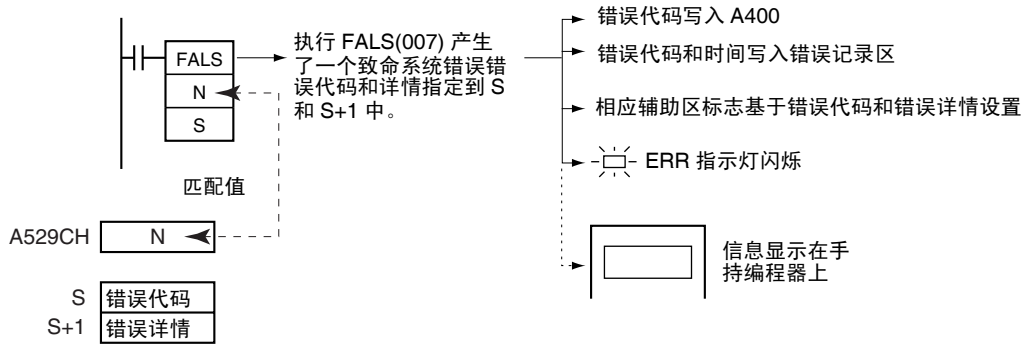 FALS
N
S
执行 FALS(007) 产生
了一个致命系统错误错
误代码和详情指定到 S
和 S+1 中。
错误代码写入 A400
错误代码和时间写入错误记录区
相应辅助区标志基于错误代码和错误详情设置
ERR 指示灯闪烁
信息显示在手
持编程器上
匹配值
A529CH N
S 错误代码
S+1 错误详情